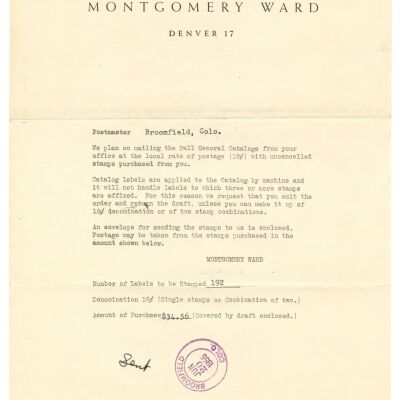 MONTGOMERY WARD
DENVER 17
Postmaster Broomfield, Colo.
We plan on mailing the Fall General Catalogs from your
office at the local rate of postage (18¢) with uncancelled
stamps purchased from you.
Catalog labels are applied to the Catalog by machine and
it will not handle labels to which three or more stamps
are affixed. For this reason we request that you omit the
order and return the draft, unless you can make it up of
18¢ denomination or of two stamp combinations.
An envelope for sending the stamps to us is enclosed.
Postage may be taken from the stamps purchased in the
amount shown below.
MONTGOMERY WARD
Number of Labels to be Stamped 192
Denomination 18¢ (Single stamps or Combination of two.)
Amount of Purchase $34.56 (Covered by draft enclosed.)
Sent
BROOMFIELD COLO
JUN
20